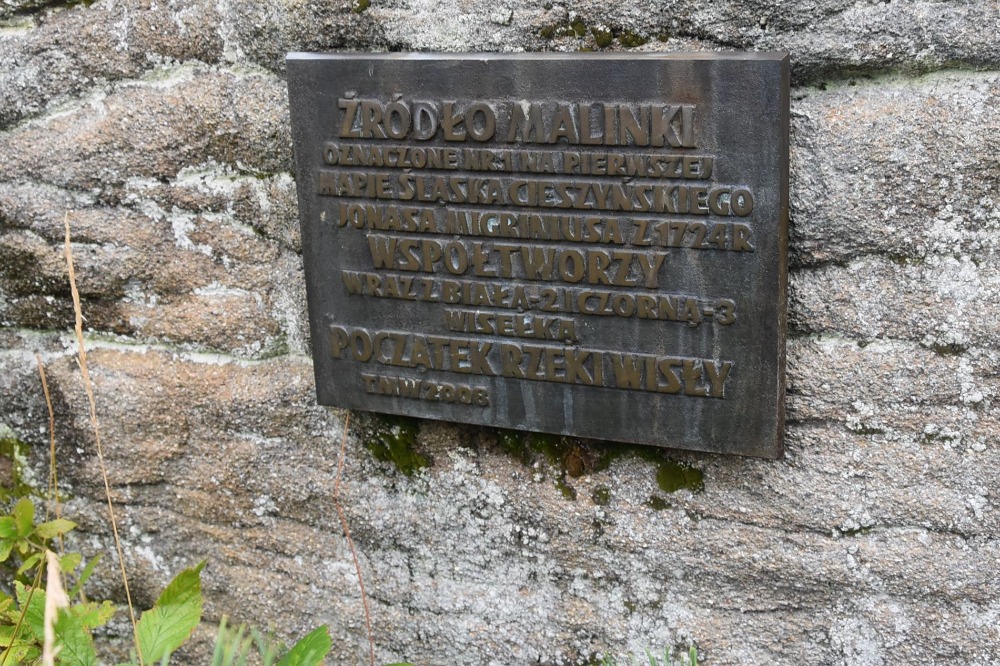 ŹRÓDŁO MALINKI
OZNACZONE NR.1 NA PIERWSZEJ
MAPIE ŚLĄSKA CIESZYŃSKIEGO
JONASA NIGRINIUSA Z 1724 R
WSPÓŁTWORZY
WRAZ Z BIAŁĄ-2 I CZORNĄ-3
WISEŁKĄ
POCZĄTEK RZEKI WISŁY
TMW 2008